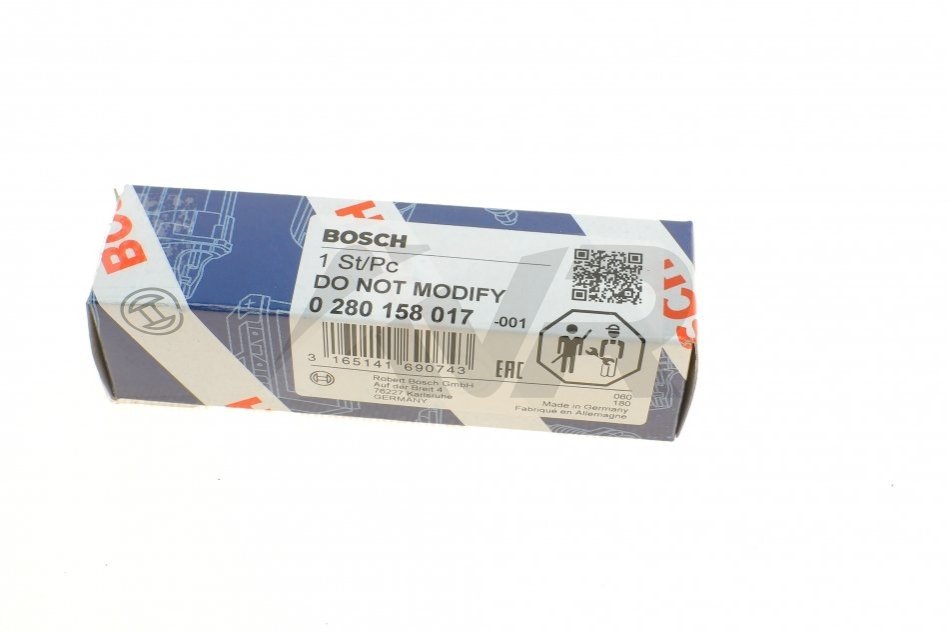 BOSCH
1 St/Pc
DO NOT MODIFY
0 280 158 017 -001
3 165141 690743
EAC
Robert Bosch GmbH
Auf der Breit 4
76227 Karlsruhe
GERMANY
060
180
Made in Germany
Fabriqué en Allemagne